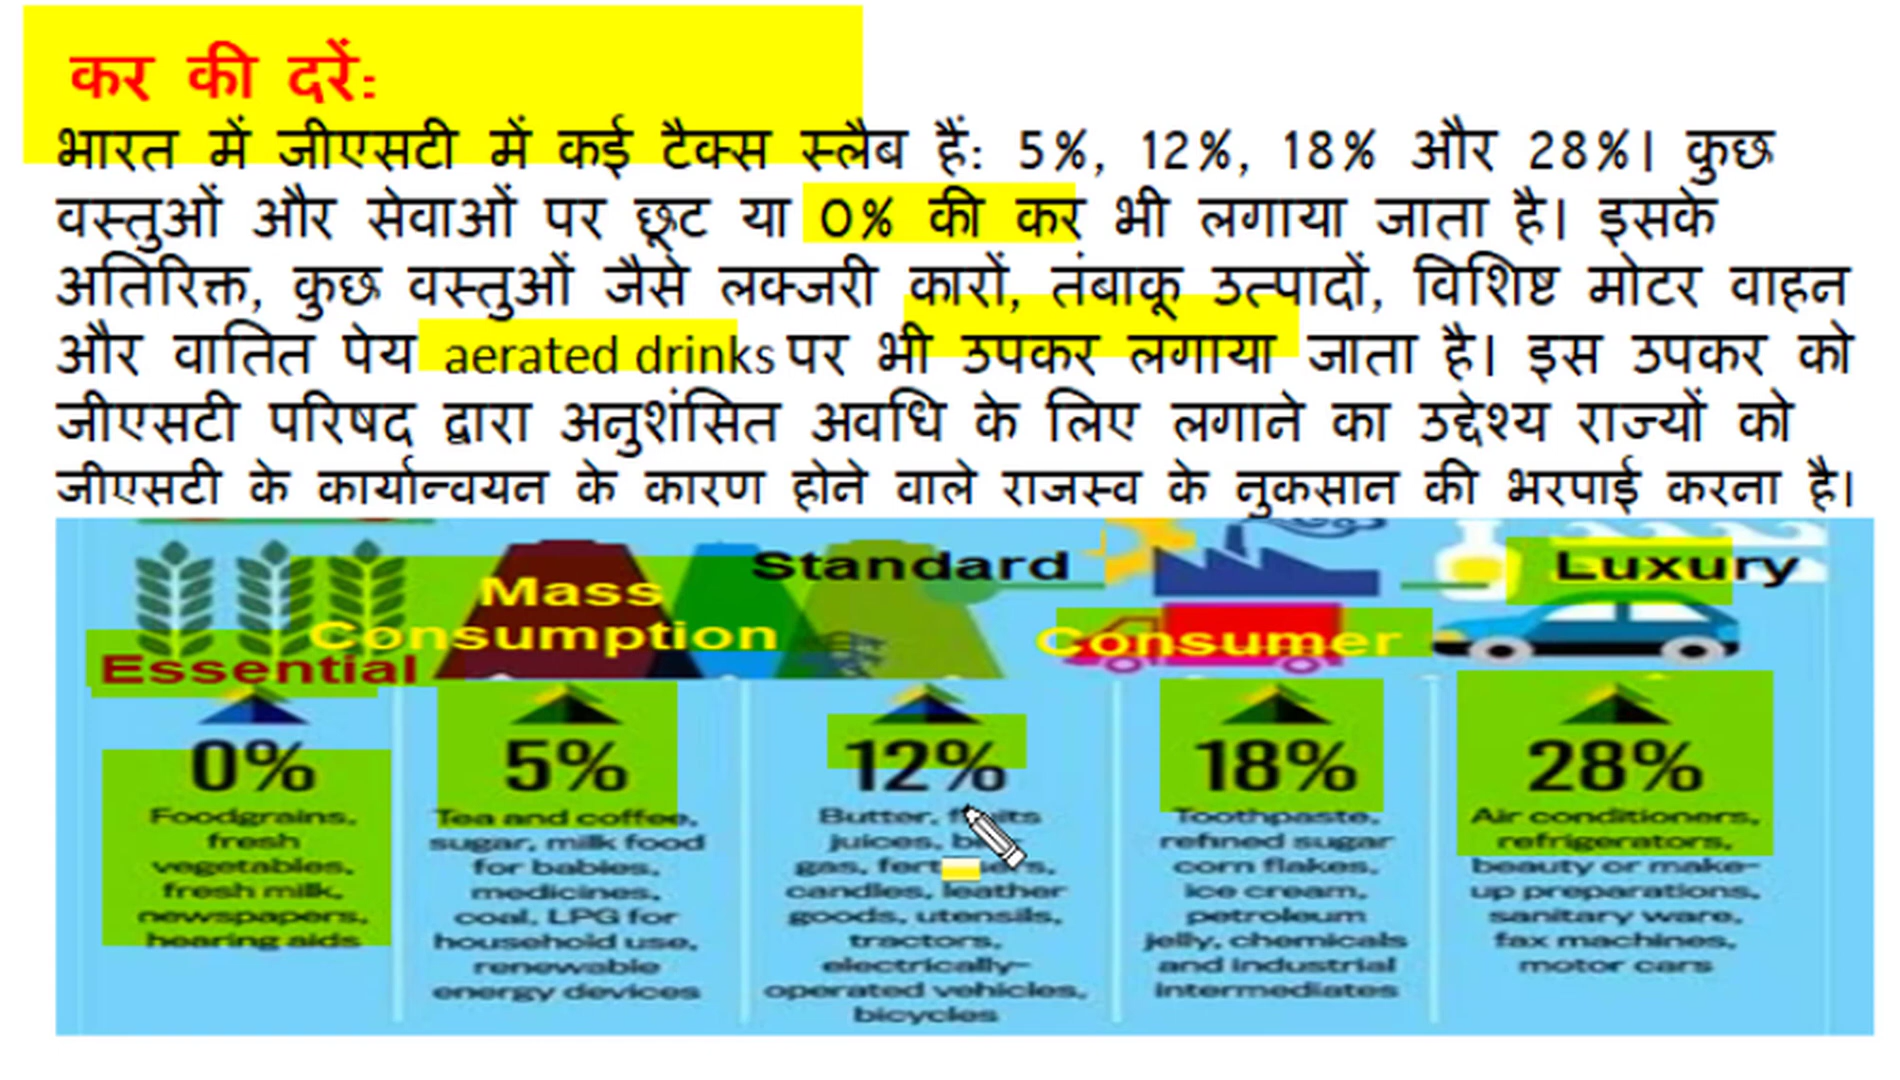 कर की दरें:
भारत में जीएसटी में कई टैक्स स्लैब हैं: 5%, 12%, 18% और 28%। कुछ
वस्तुओं और सेवाओं पर छूट या 0% की कर भी लगाया जाता है। इसके
अतिरिक्त, कुछ वस्तुओं जैसे लक्जरी कारों, तंबाकू उत्पादों, विशिष्ट मोटर वाहन
और वातित पेय aerated drinks पर भी उपकर लगाया जाता है। इस उपकर को
जीएसटी परिषद द्वारा अनुशंसित अवधि के लिए लगाने का उद्देश्य राज्यों को
जीएसटी के कार्यान्वयन के कारण होने वाले राजस्व के नुकसान की भरपाई करना है।
Essential
0%
Foodgrains,
fresh
vegetables,
fresh milk,
newspapers,
hearing aids
Mass
Consumption
5%
Tea and coffee,
sugar, milk food
for babies,
medicines,
coal, LPG for
household use,
renewable
energy devices
Standard
12%
Butter,
juices,
gas,
candles, leather
goods, utensils,
tractors,
electrically-
operated vehicles,
bicycles
Consumer
18%
Toothpaste,
refined sugar
corn flakes,
ice cream,
petroleum
jelly, chemicals
and industrial
intermediates
Luxury
28%
Air conditioners,
refrigerators,
beauty or make-
up preparations,
sanitary ware,
fax machines,
motor cars